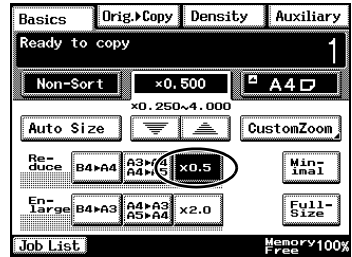 Basics Orig.▶Copy Density Auxiliary
Ready to copy 1
Non-Sort ×0.500 A4
×0.250~4.000
Auto Size CustomZoom
Re-duce B4▶A4 A3▶A4 A4▶A5 ×0.5 Min-imal
En-large B4▶A3 A4▶A3 A5▶A4 ×2.0 Full-Size
Job List Memory Free 100%